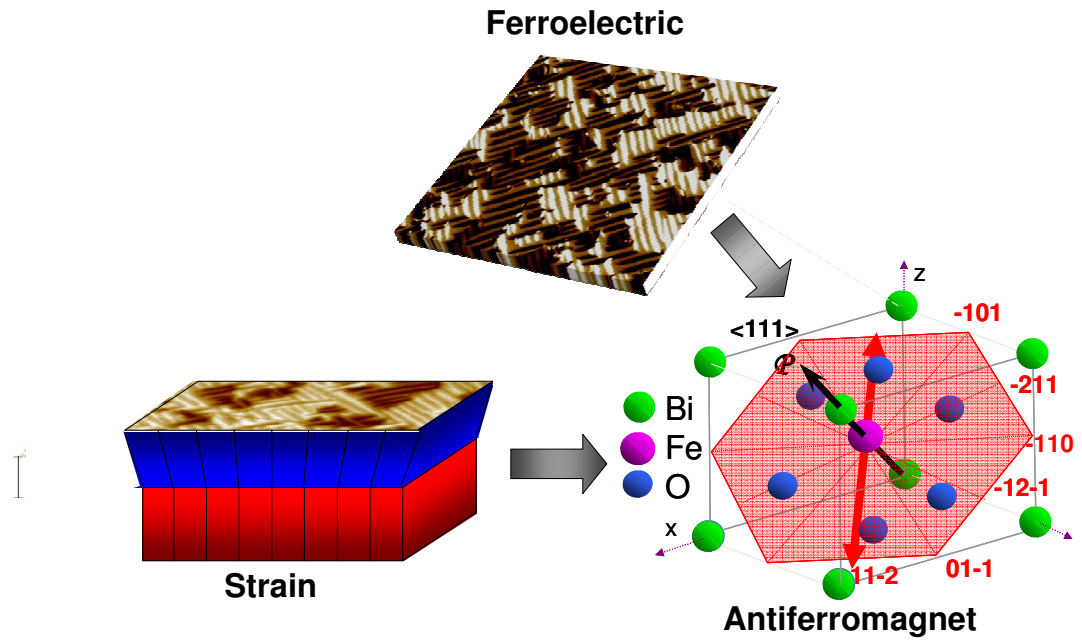 Ferroelectric
z
-101
<111>
𝒫
-211
Bi
Fe
-110
O
-12-1
x
11-2
01-1
Strain
Antiferromagnet